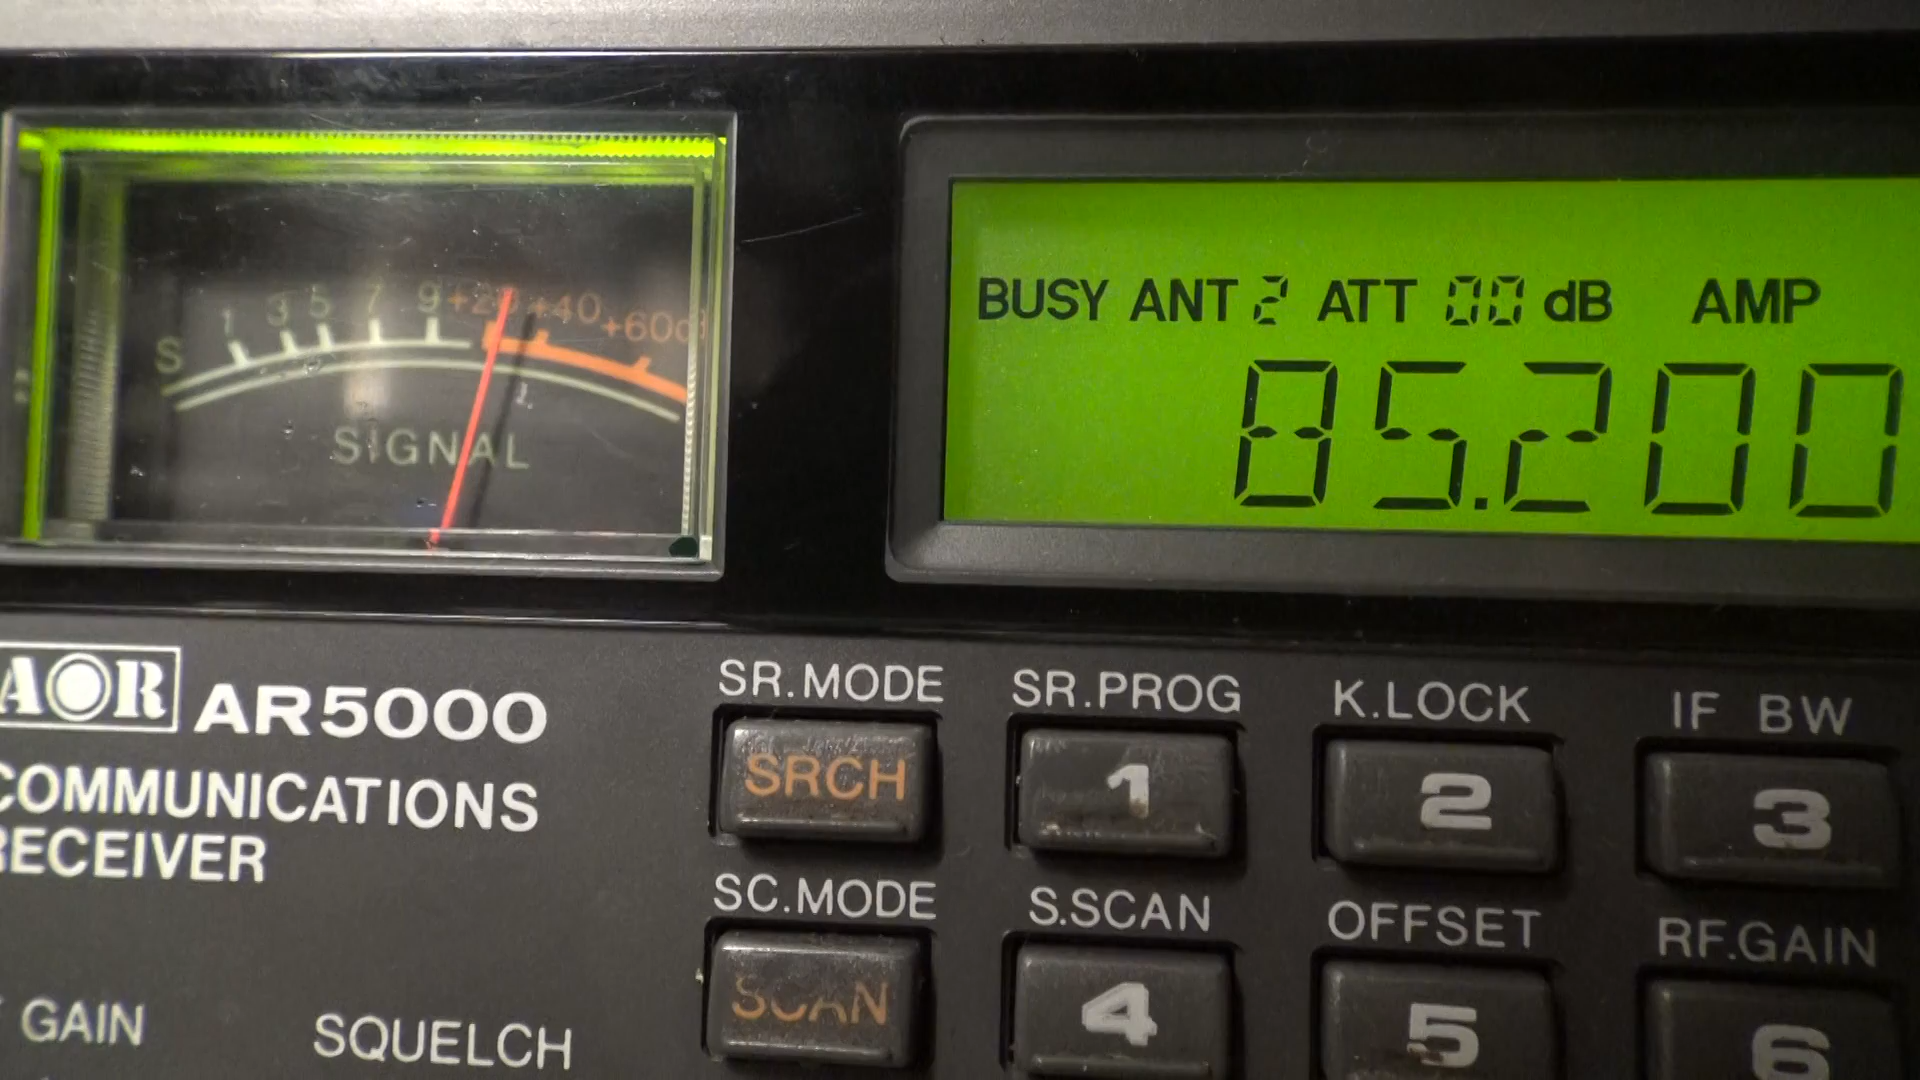 S 1 3 5 7 9 +20 +40 +60d
SIGNAL
BUSY ANT 2 ATT 00 dB AMP
85.200
AOR AR5000
COMMUNICATIONS
RECEIVER
SR.MODE SR.PROG K.LOCK IF BW
SRCH 1 2 3
SC.MODE S.SCAN OFFSET RF.GAIN
SCAN 4 5 6
GAIN SQUELCH